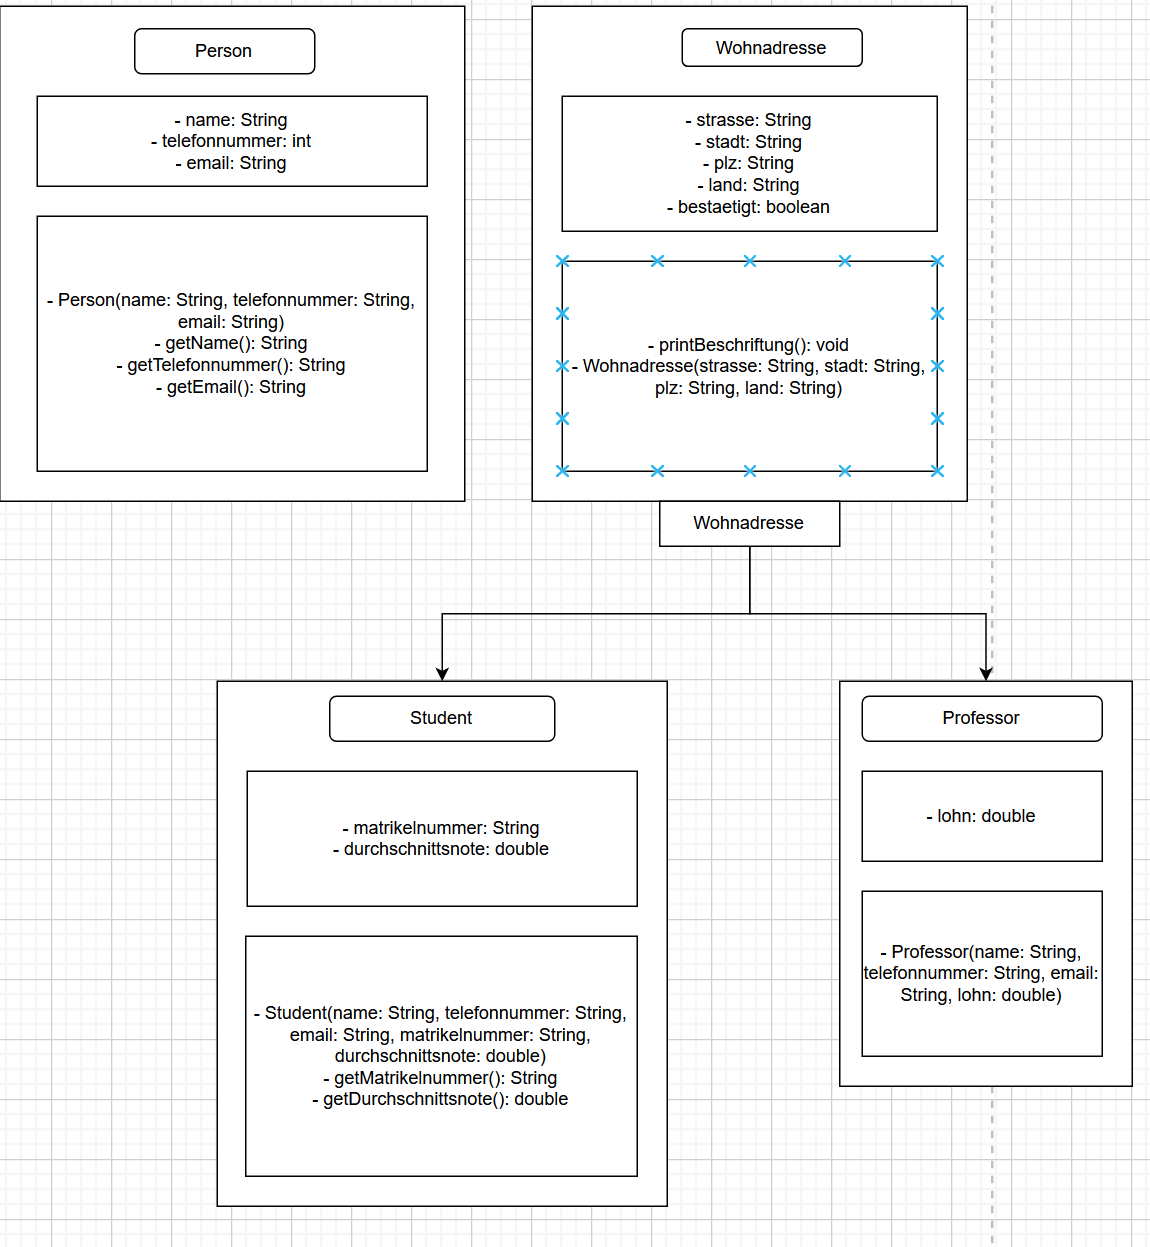 Person
- name: String
- telefonnummer: int
- email: String
- Person(name: String, telefonnummer: String,
email: String)
- getName(): String
- getTelefonnummer(): String
- getEmail(): String
Wohnadresse
- strasse: String
- stadt: String
- plz: String
- land: String
- bestaetigt: boolean
- printBeschriftung(): void
- Wohnadresse(strasse: String, stadt: String,
plz: String, land: String)
Wohnadresse
Student
- matrikelnummer: String
- durchschnittsnote: double
- Student(name: String, telefonnummer: String,
email: String, matrikelnummer: String,
durchschnittsnote: double)
- getMatrikelnummer(): String
- getDurchschnittsnote(): double
Professor
- lohn: double
- Professor(name: String,
telefonnummer: String, email:
String, lohn: double)